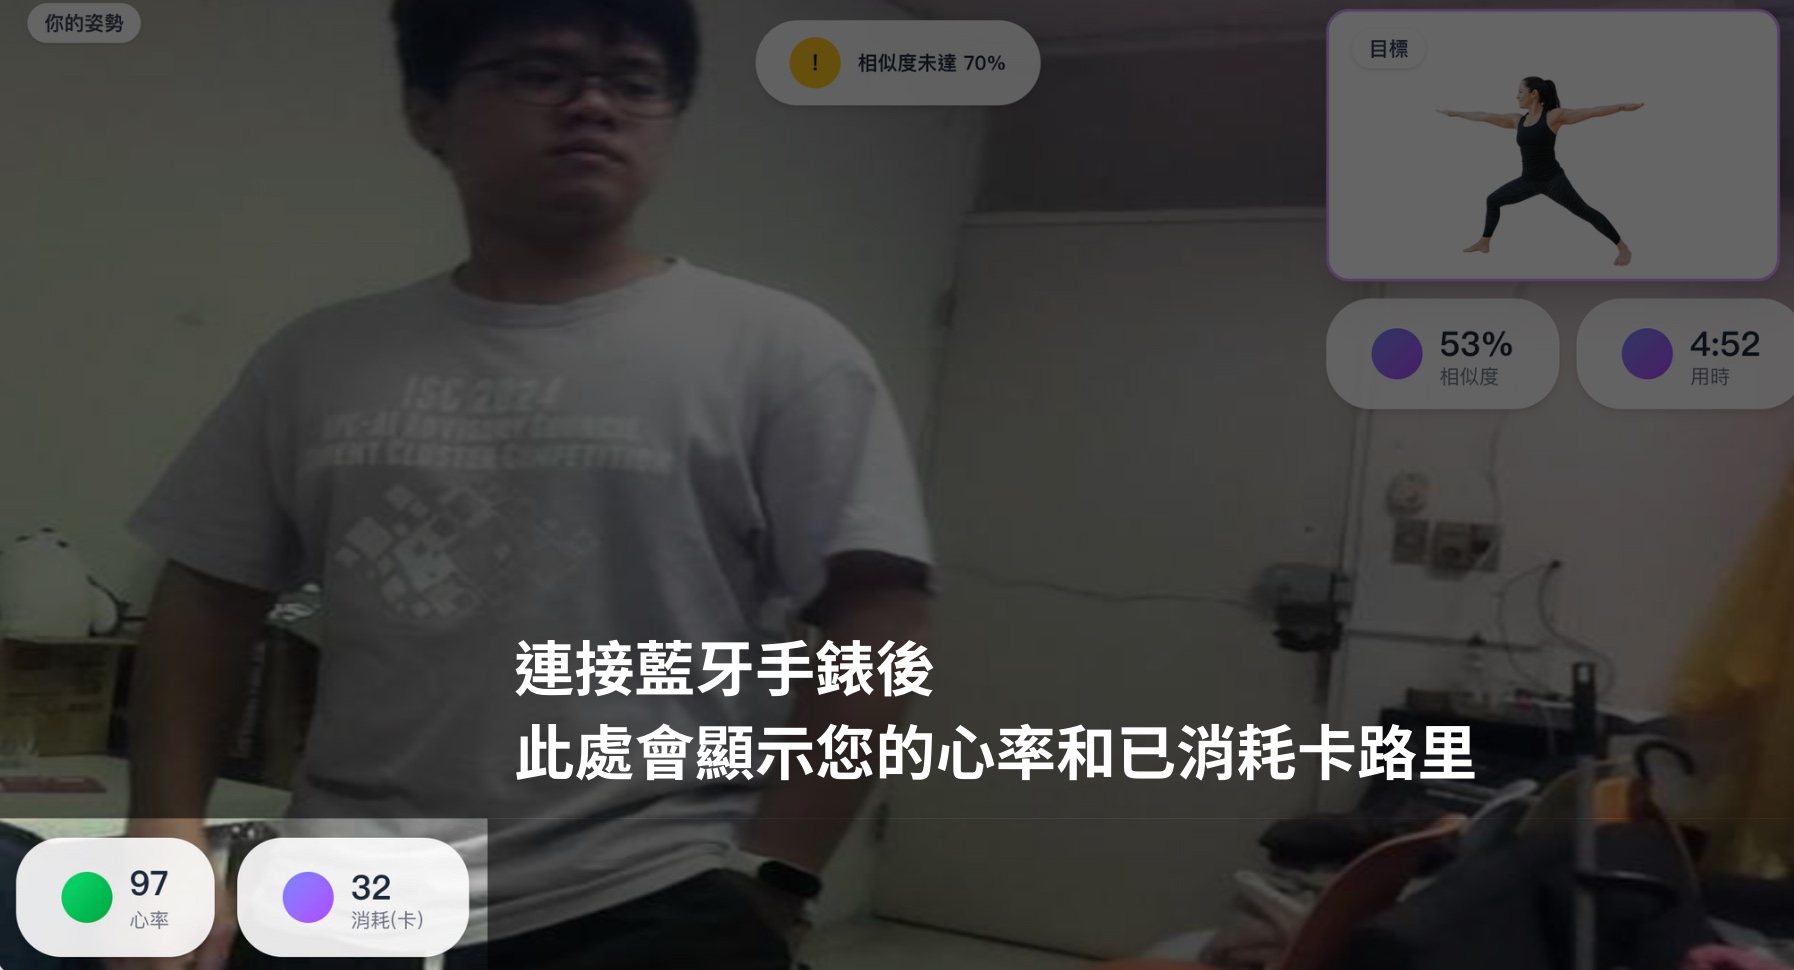 你的姿勢
! 相似度未達 70%
目標
53%
相似度
4:52
用時
ISC 2024
HPC-AI ADVISORY COUNCIL
STUDENT CLUSTER COMPETITION
連接藍牙手錶後
此處會顯示您的心率和已消耗卡路里
97
心率
32
消耗(卡)